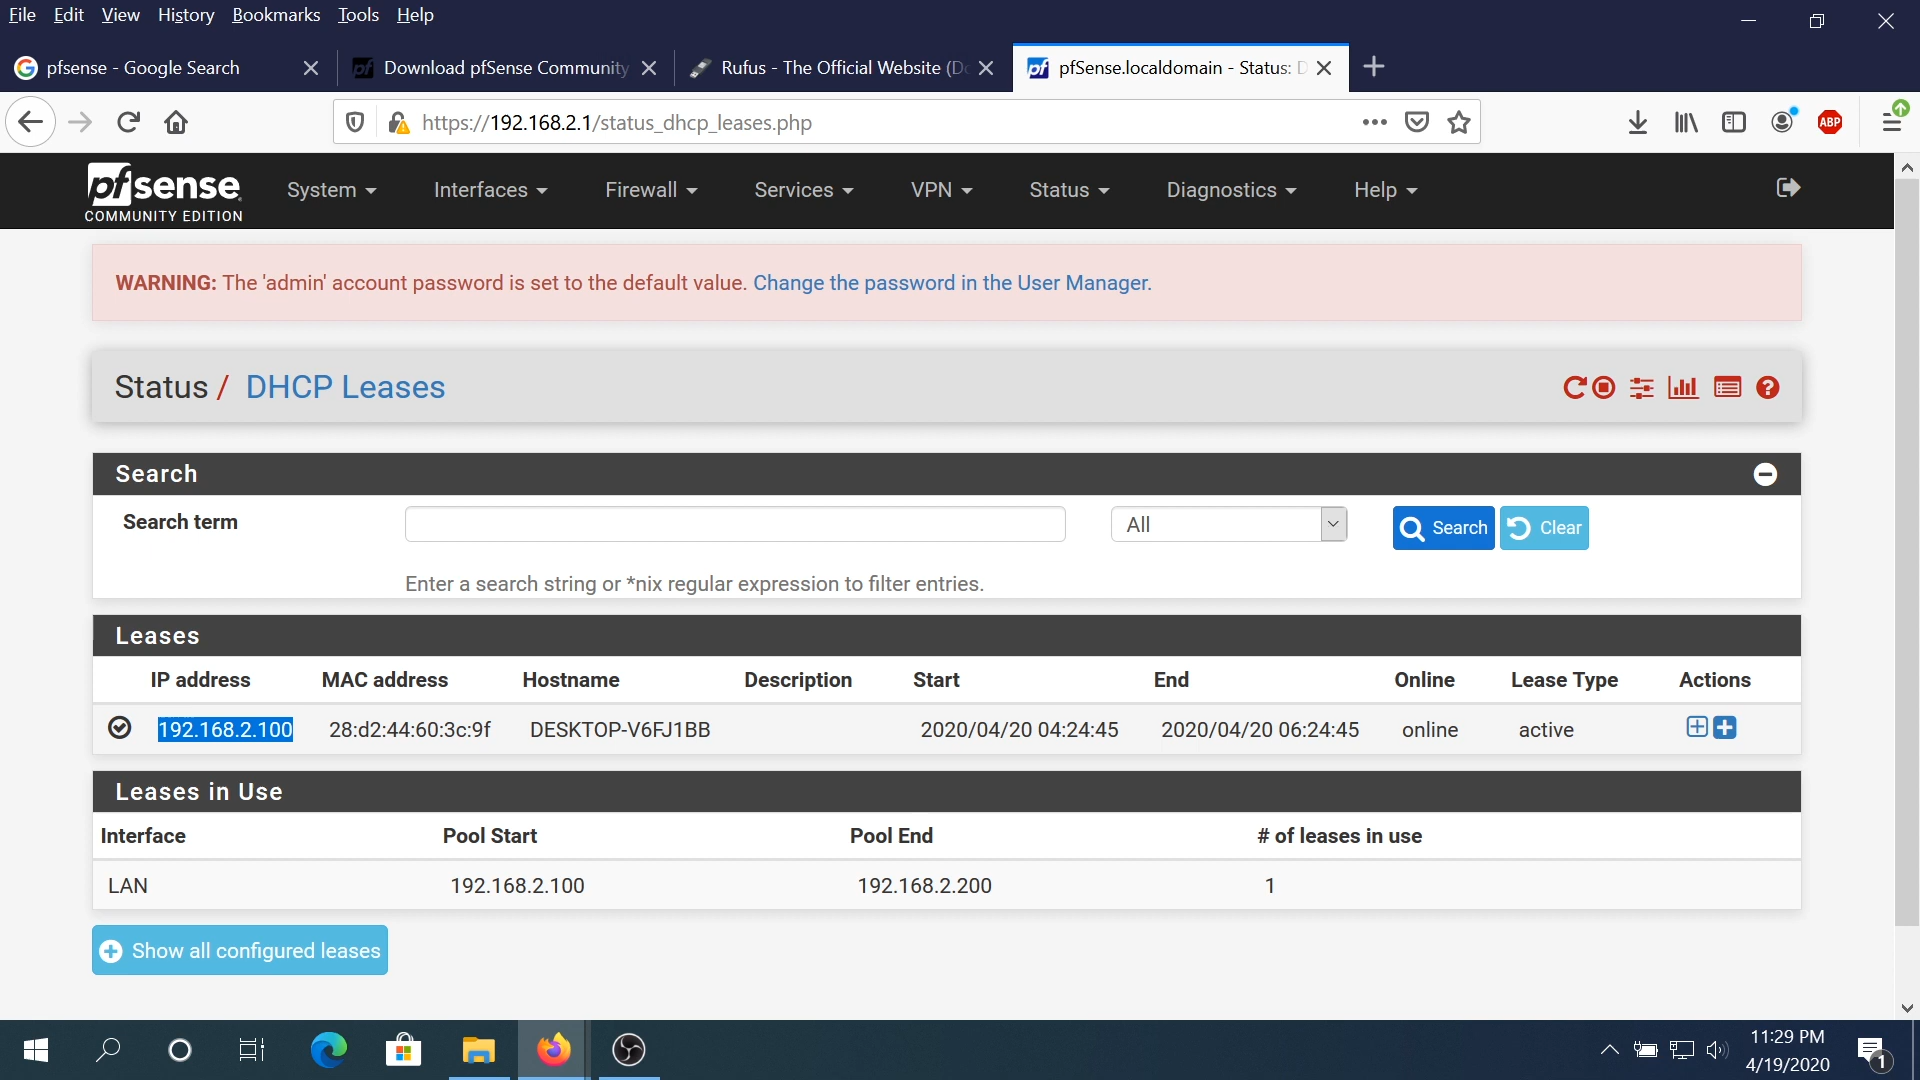 File Edit View History Bookmarks Tools Help
pfsense - Google Search
Download pfSense Community
Rufus - The Official Website (Do
pf pfSense.localdomain - Status: D
https://192.168.2.1/status_dhcp_leases.php
ABP
pfsense System Interfaces Firewall Services VPN Status Diagnostics Help
COMMUNITY EDITION
WARNING: The 'admin' account password is set to the default value. Change the password in the User Manager.
Status / DHCP Leases
Search
Search term All Search Clear
Enter a search string or *nix regular expression to filter entries.
Leases
IP address MAC address Hostname Description Start End Online Lease Type Actions
192.168.2.100 28:d2:44:60:3c:9f DESKTOP-V6FJ1BB 2020/04/20 04:24:45 2020/04/20 06:24:45 online active
Leases in Use
Interface Pool Start Pool End # of leases in use
LAN 192.168.2.100 192.168.2.200 1
Show all configured leases
11:29 PM
4/19/2020
1